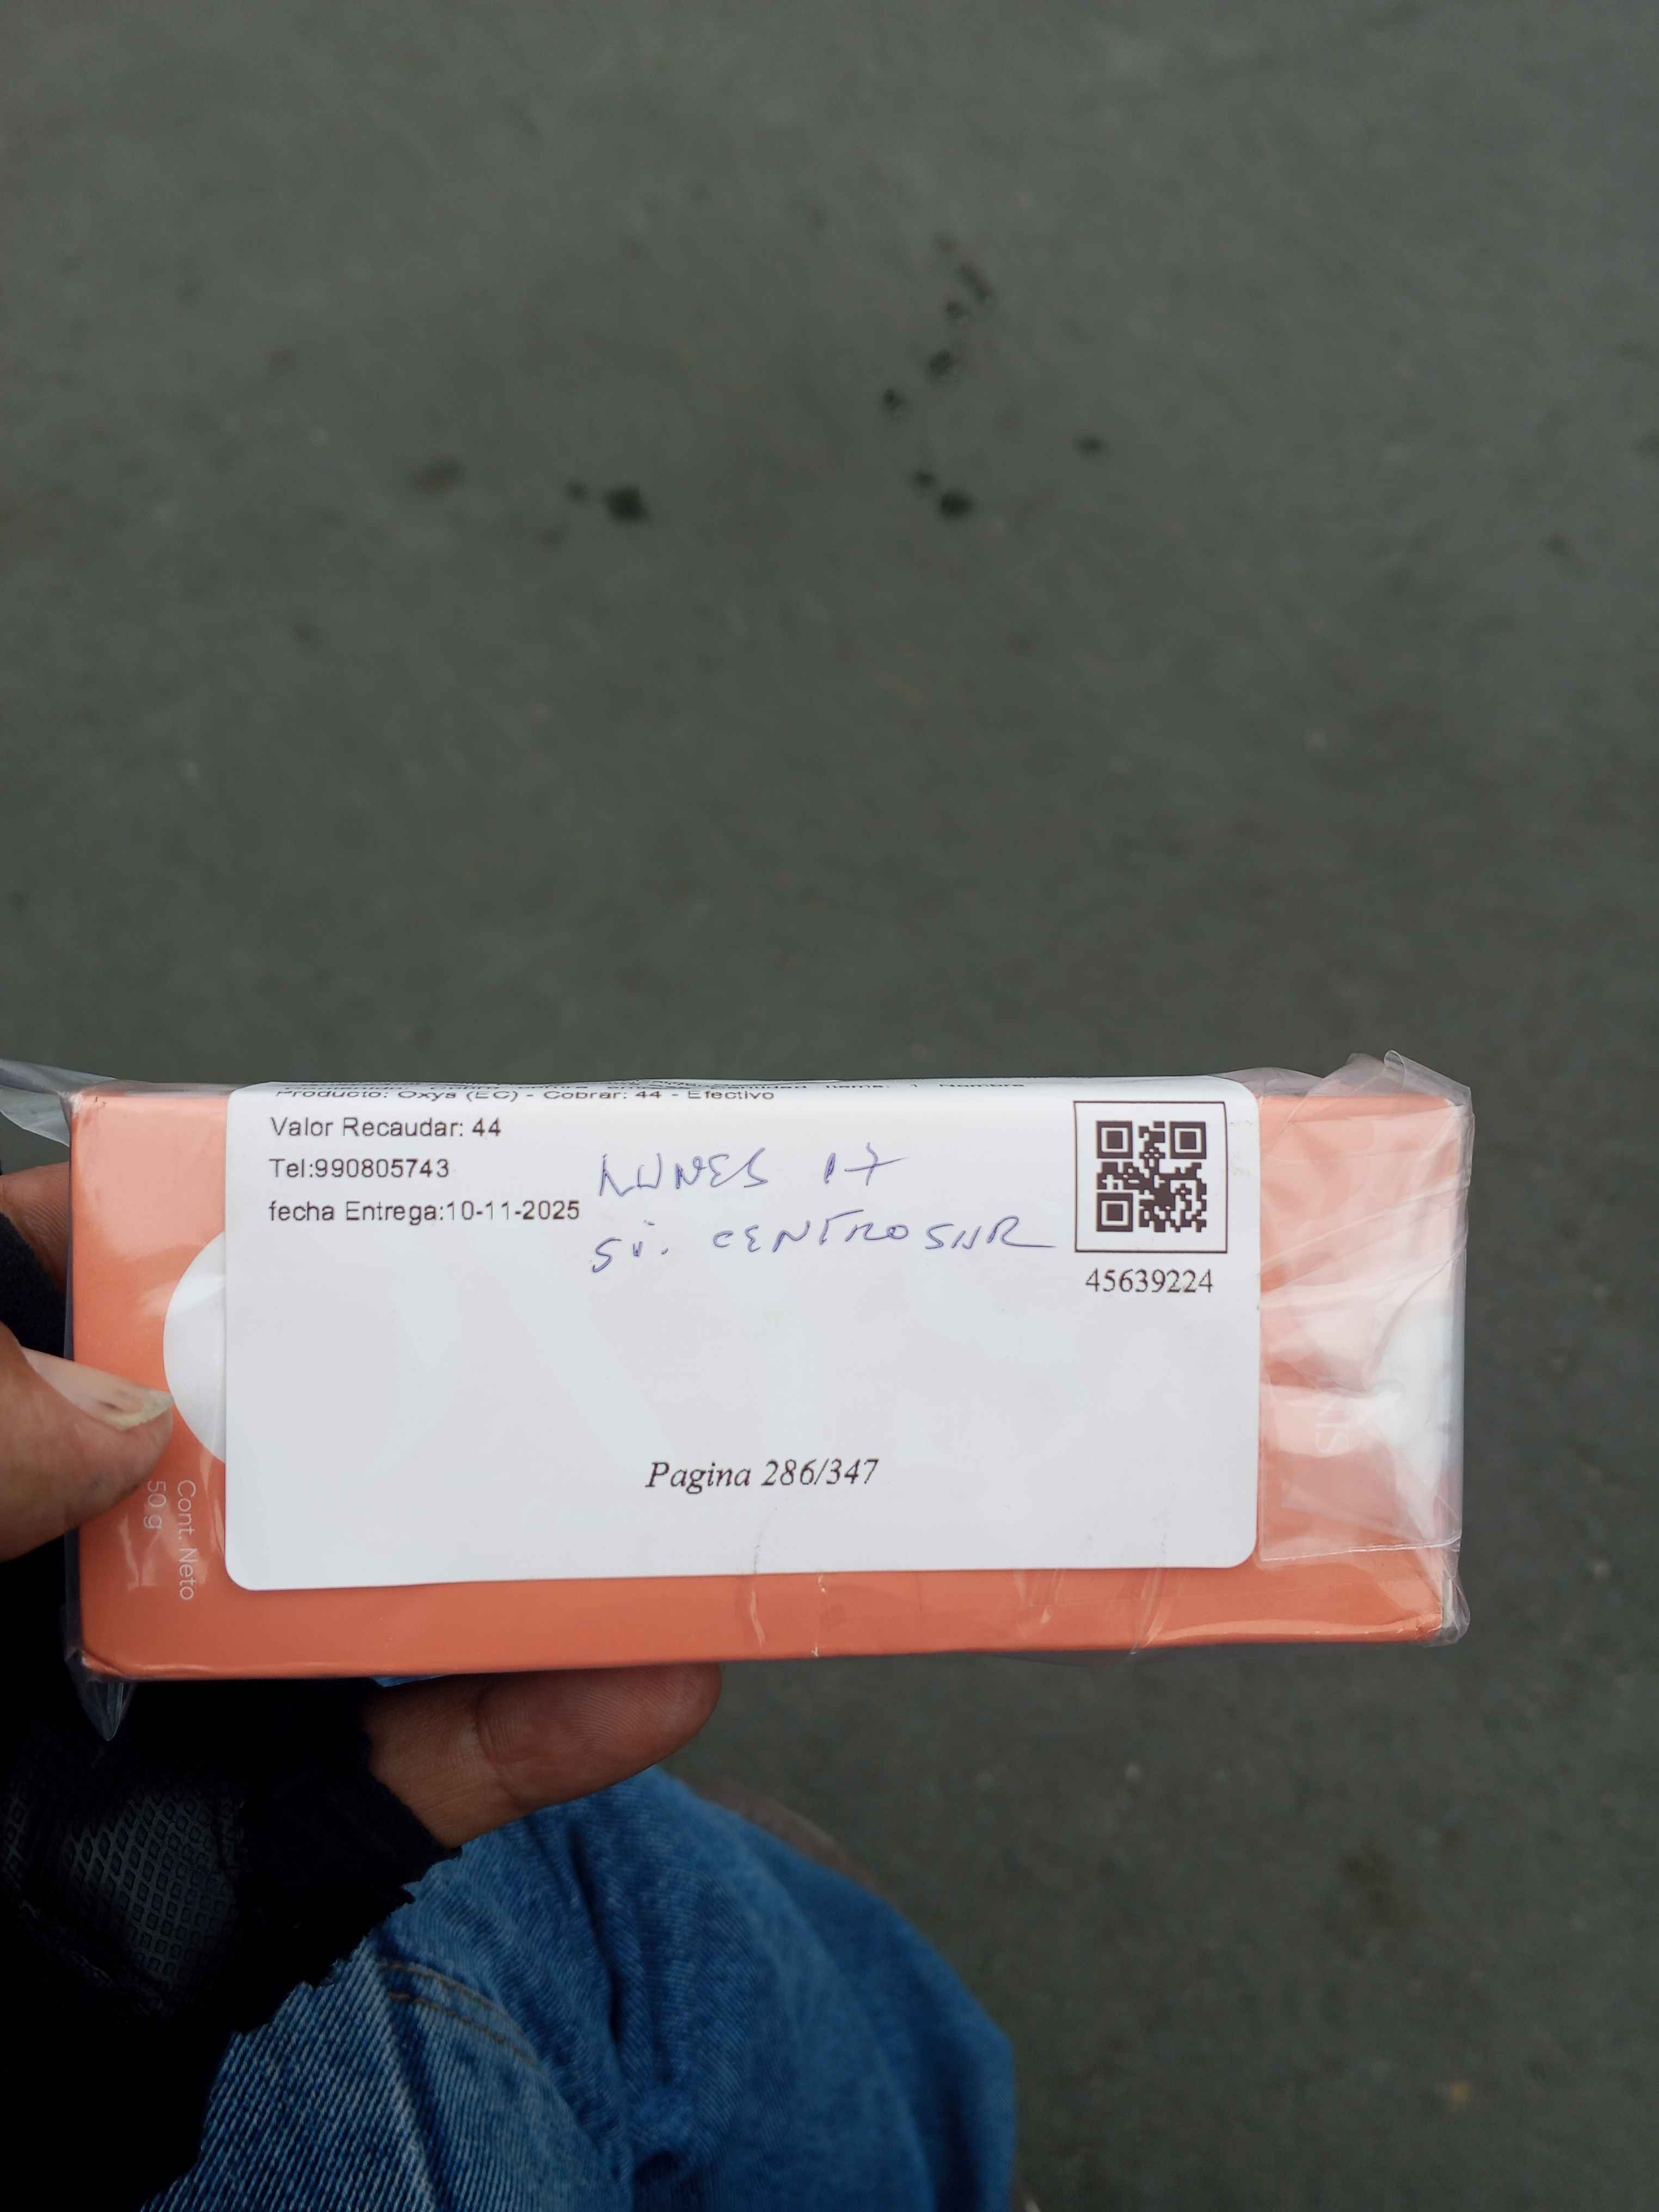 Producto: Oxys (EC) - Cobrar: 44 - Efectivo
Valor Recaudar: 44
Tel:990805743
fecha Entrega:10-11-2025
LUNES 17
SI. CENTRO SUR
45639224
Pagina 286/347
Cont. Neto
50 g